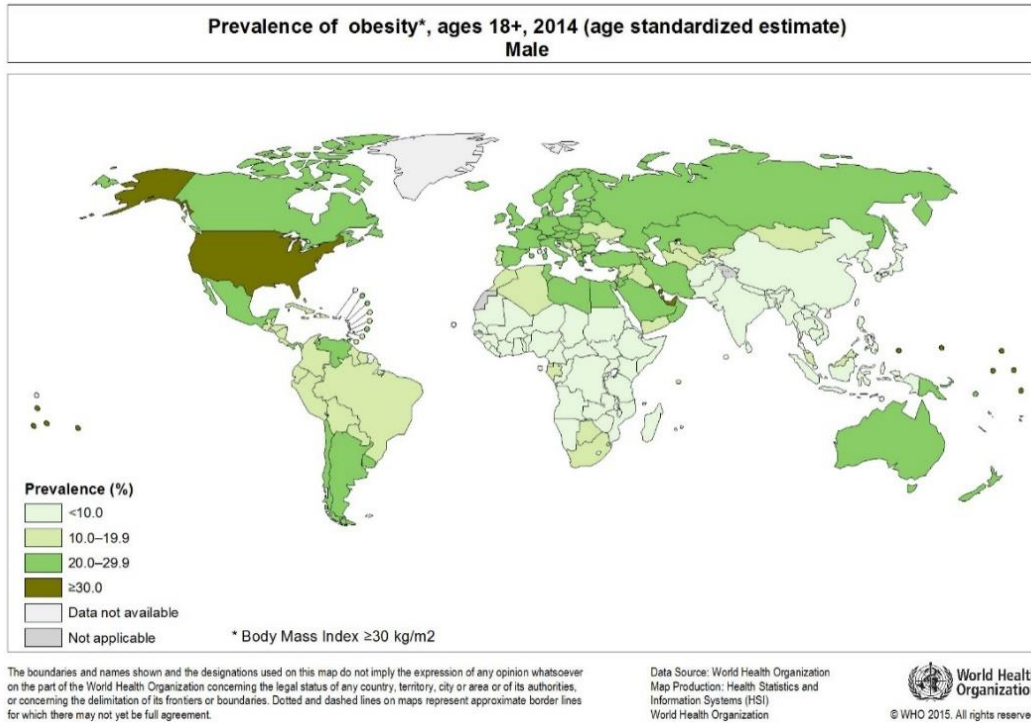 Prevalence of obesity*, ages 18+, 2014 (age standardized estimate)
Male
Prevalence (%)
<10.0
10.0–19.9
20.0–29.9
≥30.0
Data not available
Not applicable
* Body Mass Index ≥30 kg/m2
The boundaries and names shown and the designations used on this map do not imply the expression of any opinion whatsoever
on the part of the World Health Organization concerning the legal status of any country, territory, city or area or of its authorities,
or concerning the delimitation of its frontiers or boundaries. Dotted and dashed lines on maps represent approximate border lines
for which there may not yet be full agreement.
Data Source: World Health Organization
Map Production: Health Statistics and
Information Systems (HSI)
World Health Organization
World Healt
Organizatio
© WHO 2015. All rights reserve